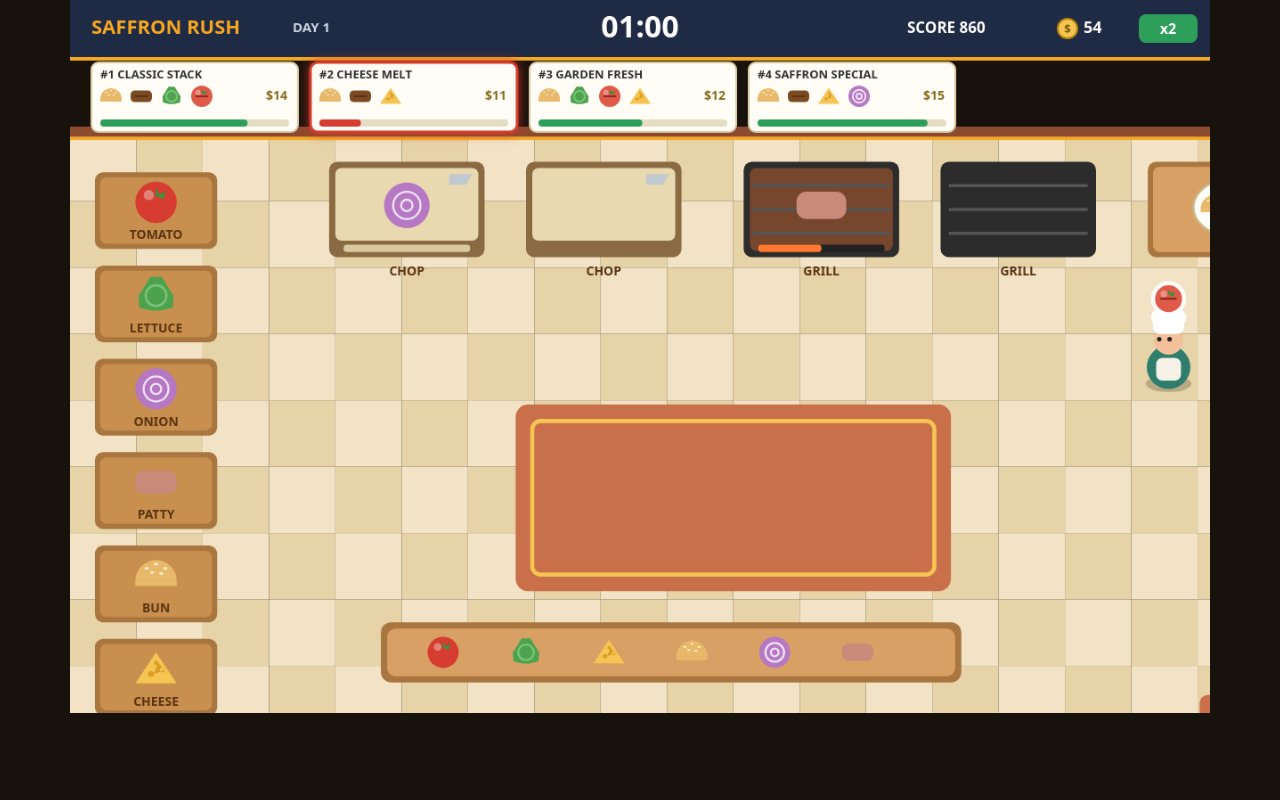 SAFFRON RUSH
DAY 1
01:00
SCORE 860
$ 54
x2
#1 CLASSIC STACK
$14
#2 CHEESE MELT
$11
#3 GARDEN FRESH
$12
#4 SAFFRON SPECIAL
$15
TOMATO
LETTUCE
ONION
PATTY
BUN
CHEESE
CHOP
CHOP
GRILL
GRILL